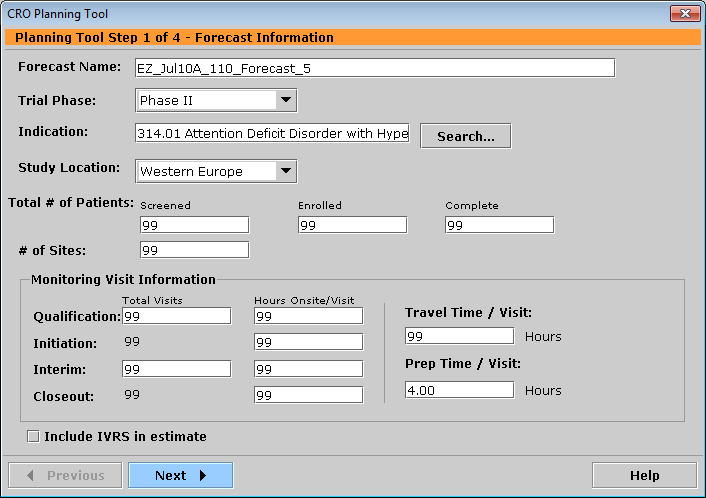 CRO Planning Tool
Planning Tool Step 1 of 4 - Forecast Information
Forecast Name: EZ_Jul10A_110_Forecast_5
Trial Phase: Phase II
Indication: 314.01 Attention Deficit Disorder with Hype Search...
Study Location: Western Europe
Total # of Patients: Screened Enrolled Complete
99 99 99
# of Sites: 99
Monitoring Visit Information
Total Visits Hours Onsite/Visit
Qualification: 99 99
Initiation: 99 99
Interim: 99 99
Closeout: 99 99
Travel Time / Visit:
99 Hours
Prep Time / Visit:
4.00 Hours
Include IVRS in estimate
Previous Next Help